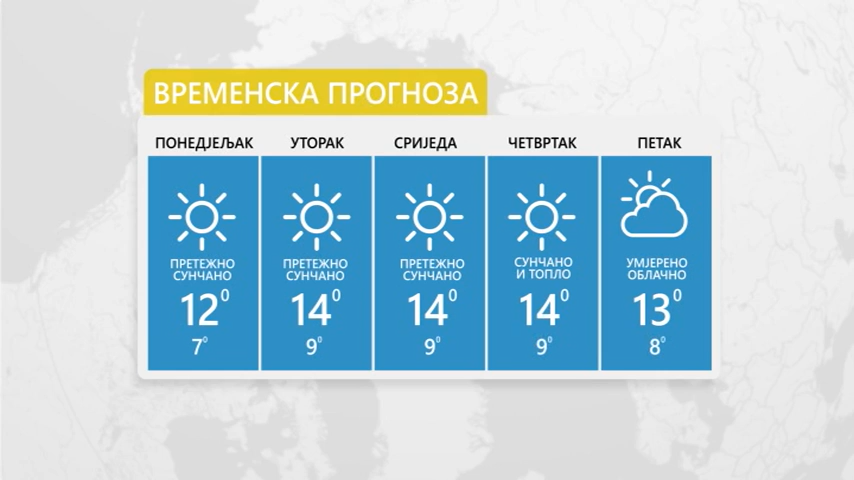 ВРЕМЕНСКА ПРОГНОЗА
ПОНЕДЈЕЉАК УТОРАК СРИЈЕДА ЧЕТВРТАК ПЕТАК
ПРЕТЕЖНО ПРЕТЕЖНО ПРЕТЕЖНО СУНЧАНО УМЈЕРЕНО
СУНЧАНО СУНЧАНО СУНЧАНО И ТОПЛО ОБЛАЧНО
12⁰ 14⁰ 14⁰ 14⁰ 13⁰
7⁰ 9⁰ 9⁰ 9⁰ 8⁰